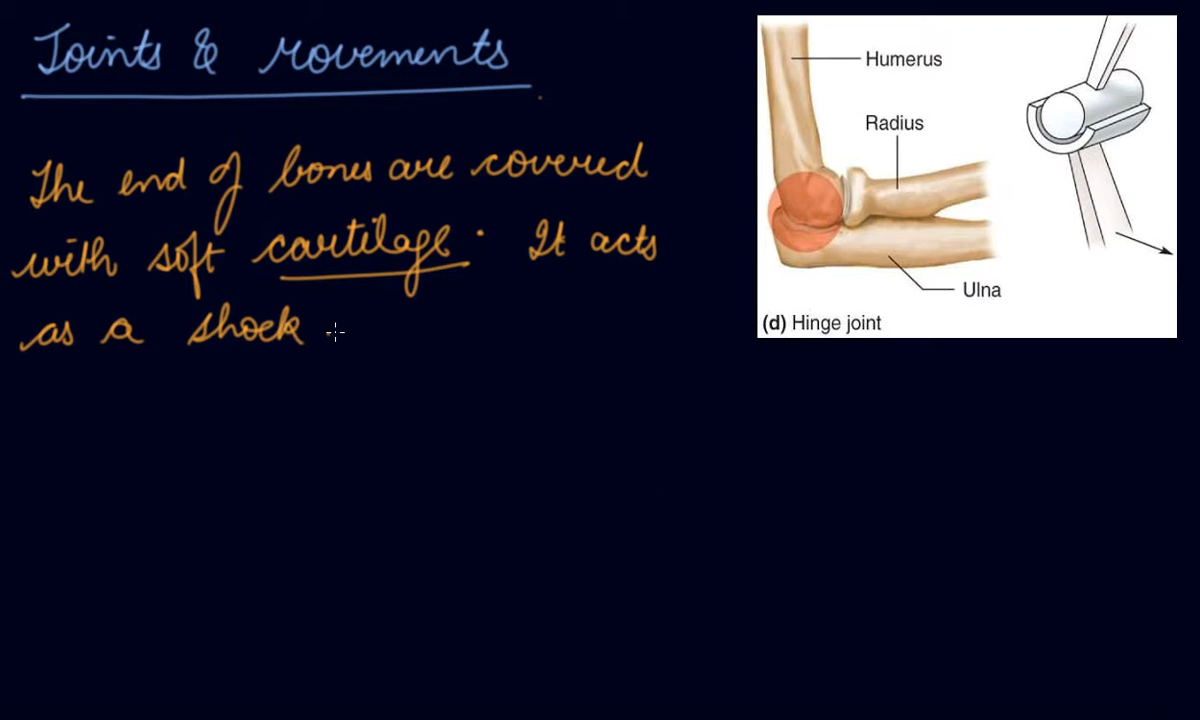 Joints & Movements
The end of bones are covered
with soft cartilage. It acts
as a shock
Humerus
Radius
Ulna
(d) Hinge joint